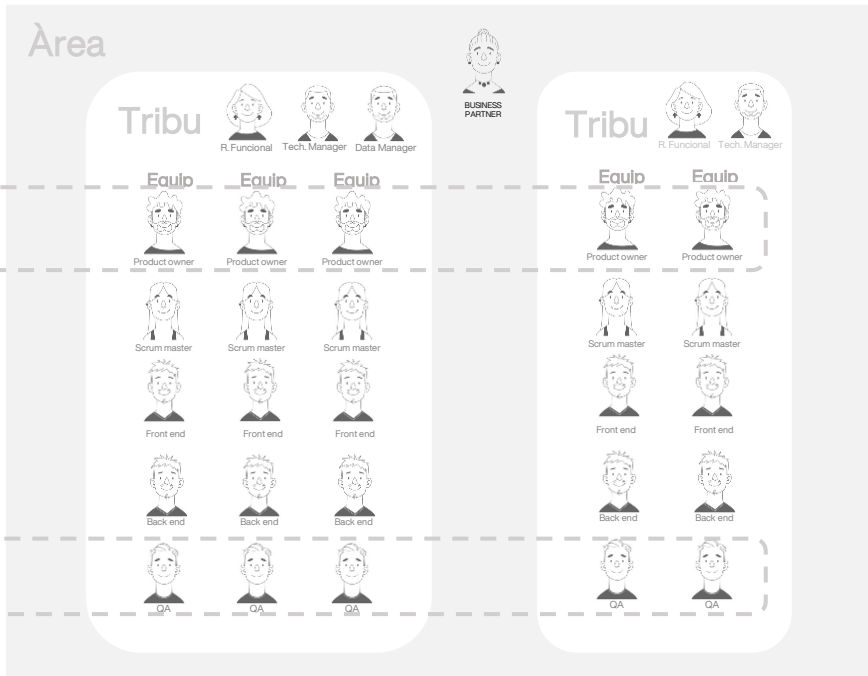 Àrea
BUSINESS
PARTNER
Tribu
R. Funcional Tech. Manager Data Manager
Equip Equip Equip
Product owner Product owner Product owner
Scrum master Scrum master Scrum master
Front end Front end Front end
Back end Back end Back end
QA QA QA
Tribu
R. Funcional Tech. Manager
Equip Equip
Product owner Product owner
Scrum master Scrum master
Front end Front end
Back end Back end
QA QA